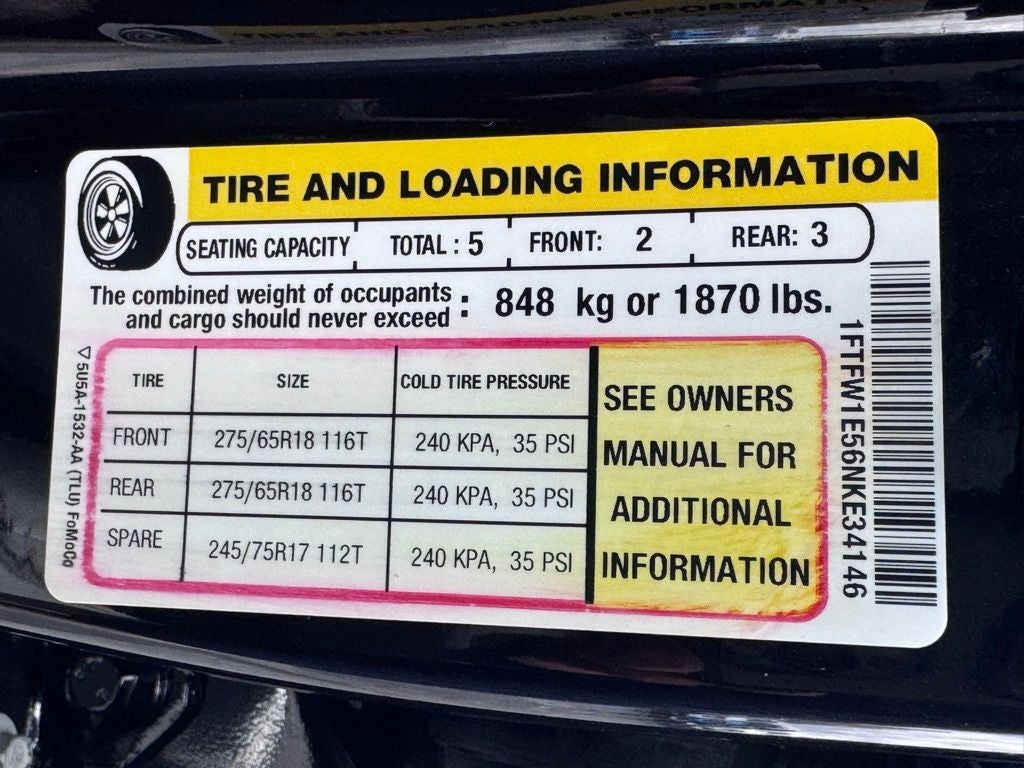 TIRE AND LOADING INFORMATION
SEATING CAPACITY TOTAL : 5 FRONT: 2 REAR: 3
The combined weight of occupants
and cargo should never exceed : 848 kg or 1870 lbs.
TIRE SIZE COLD TIRE PRESSURE
FRONT 275/65R18 116T 240 KPA, 35 PSI
REAR 275/65R18 116T 240 KPA, 35 PSI
SPARE 245/75R17 112T 240 KPA, 35 PSI
SEE OWNERS
MANUAL FOR
ADDITIONAL
INFORMATION
5U5A-1532-AA (TLU) FoMoCo
1FTFW1E56NKE34146